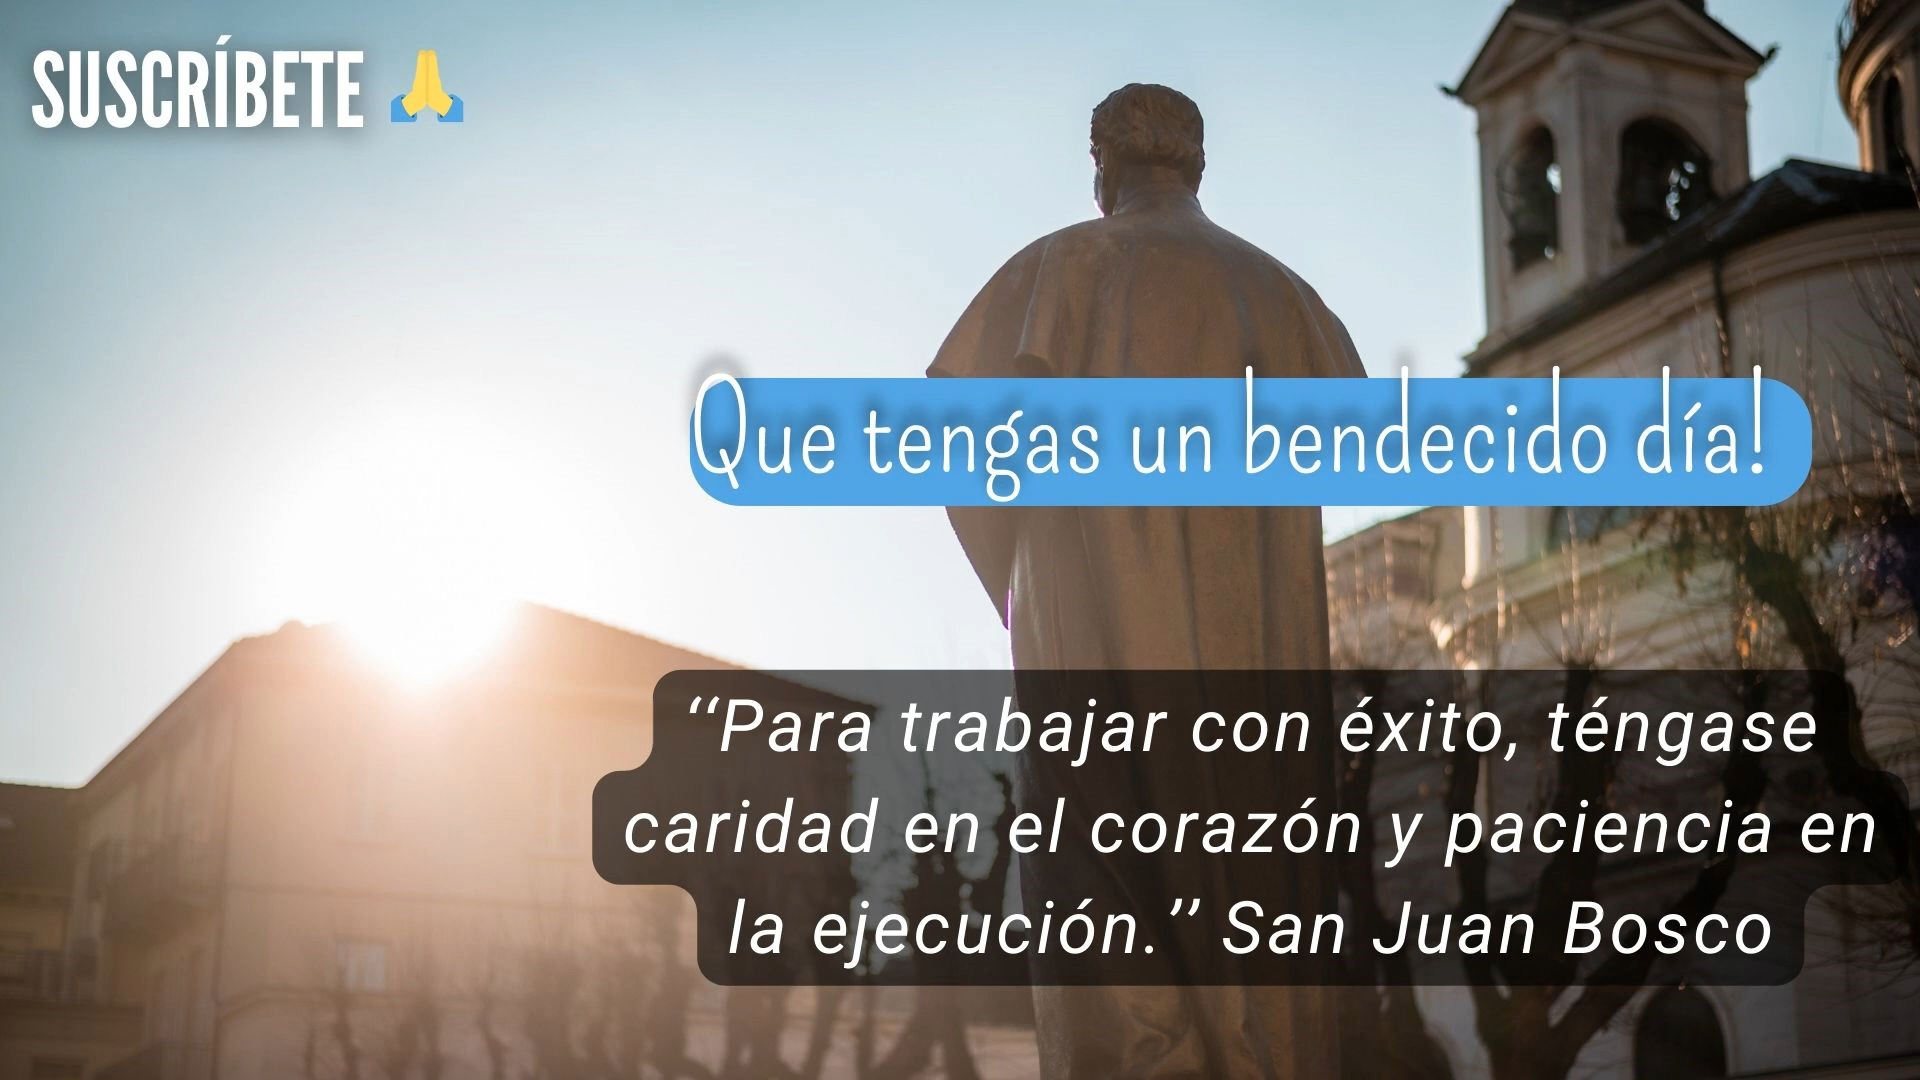 SUSCRÍBETE 🙏
Que tengas un bendecido día!
“Para trabajar con éxito, téngase
caridad en el corazón y paciencia en
la ejecución.” San Juan Bosco